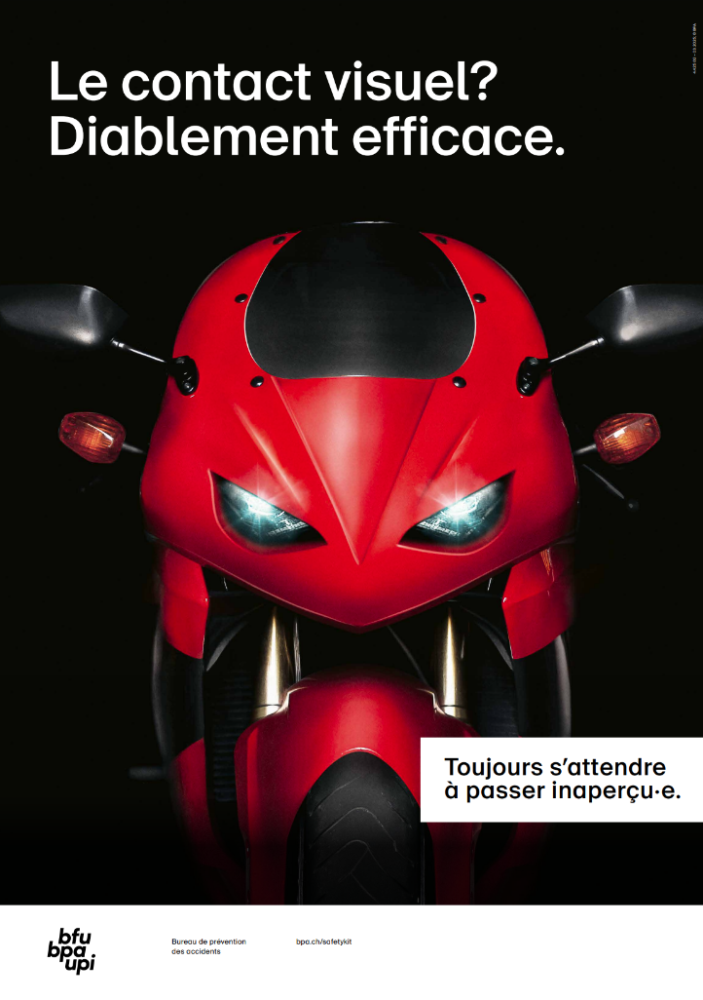 Le contact visuel?
Diablement efficace.
Toujours s'attendre
à passer inaperçu·e.
bfu
bpa
upi
Bureau de prévention
des accidents
bpa.ch/safetykit